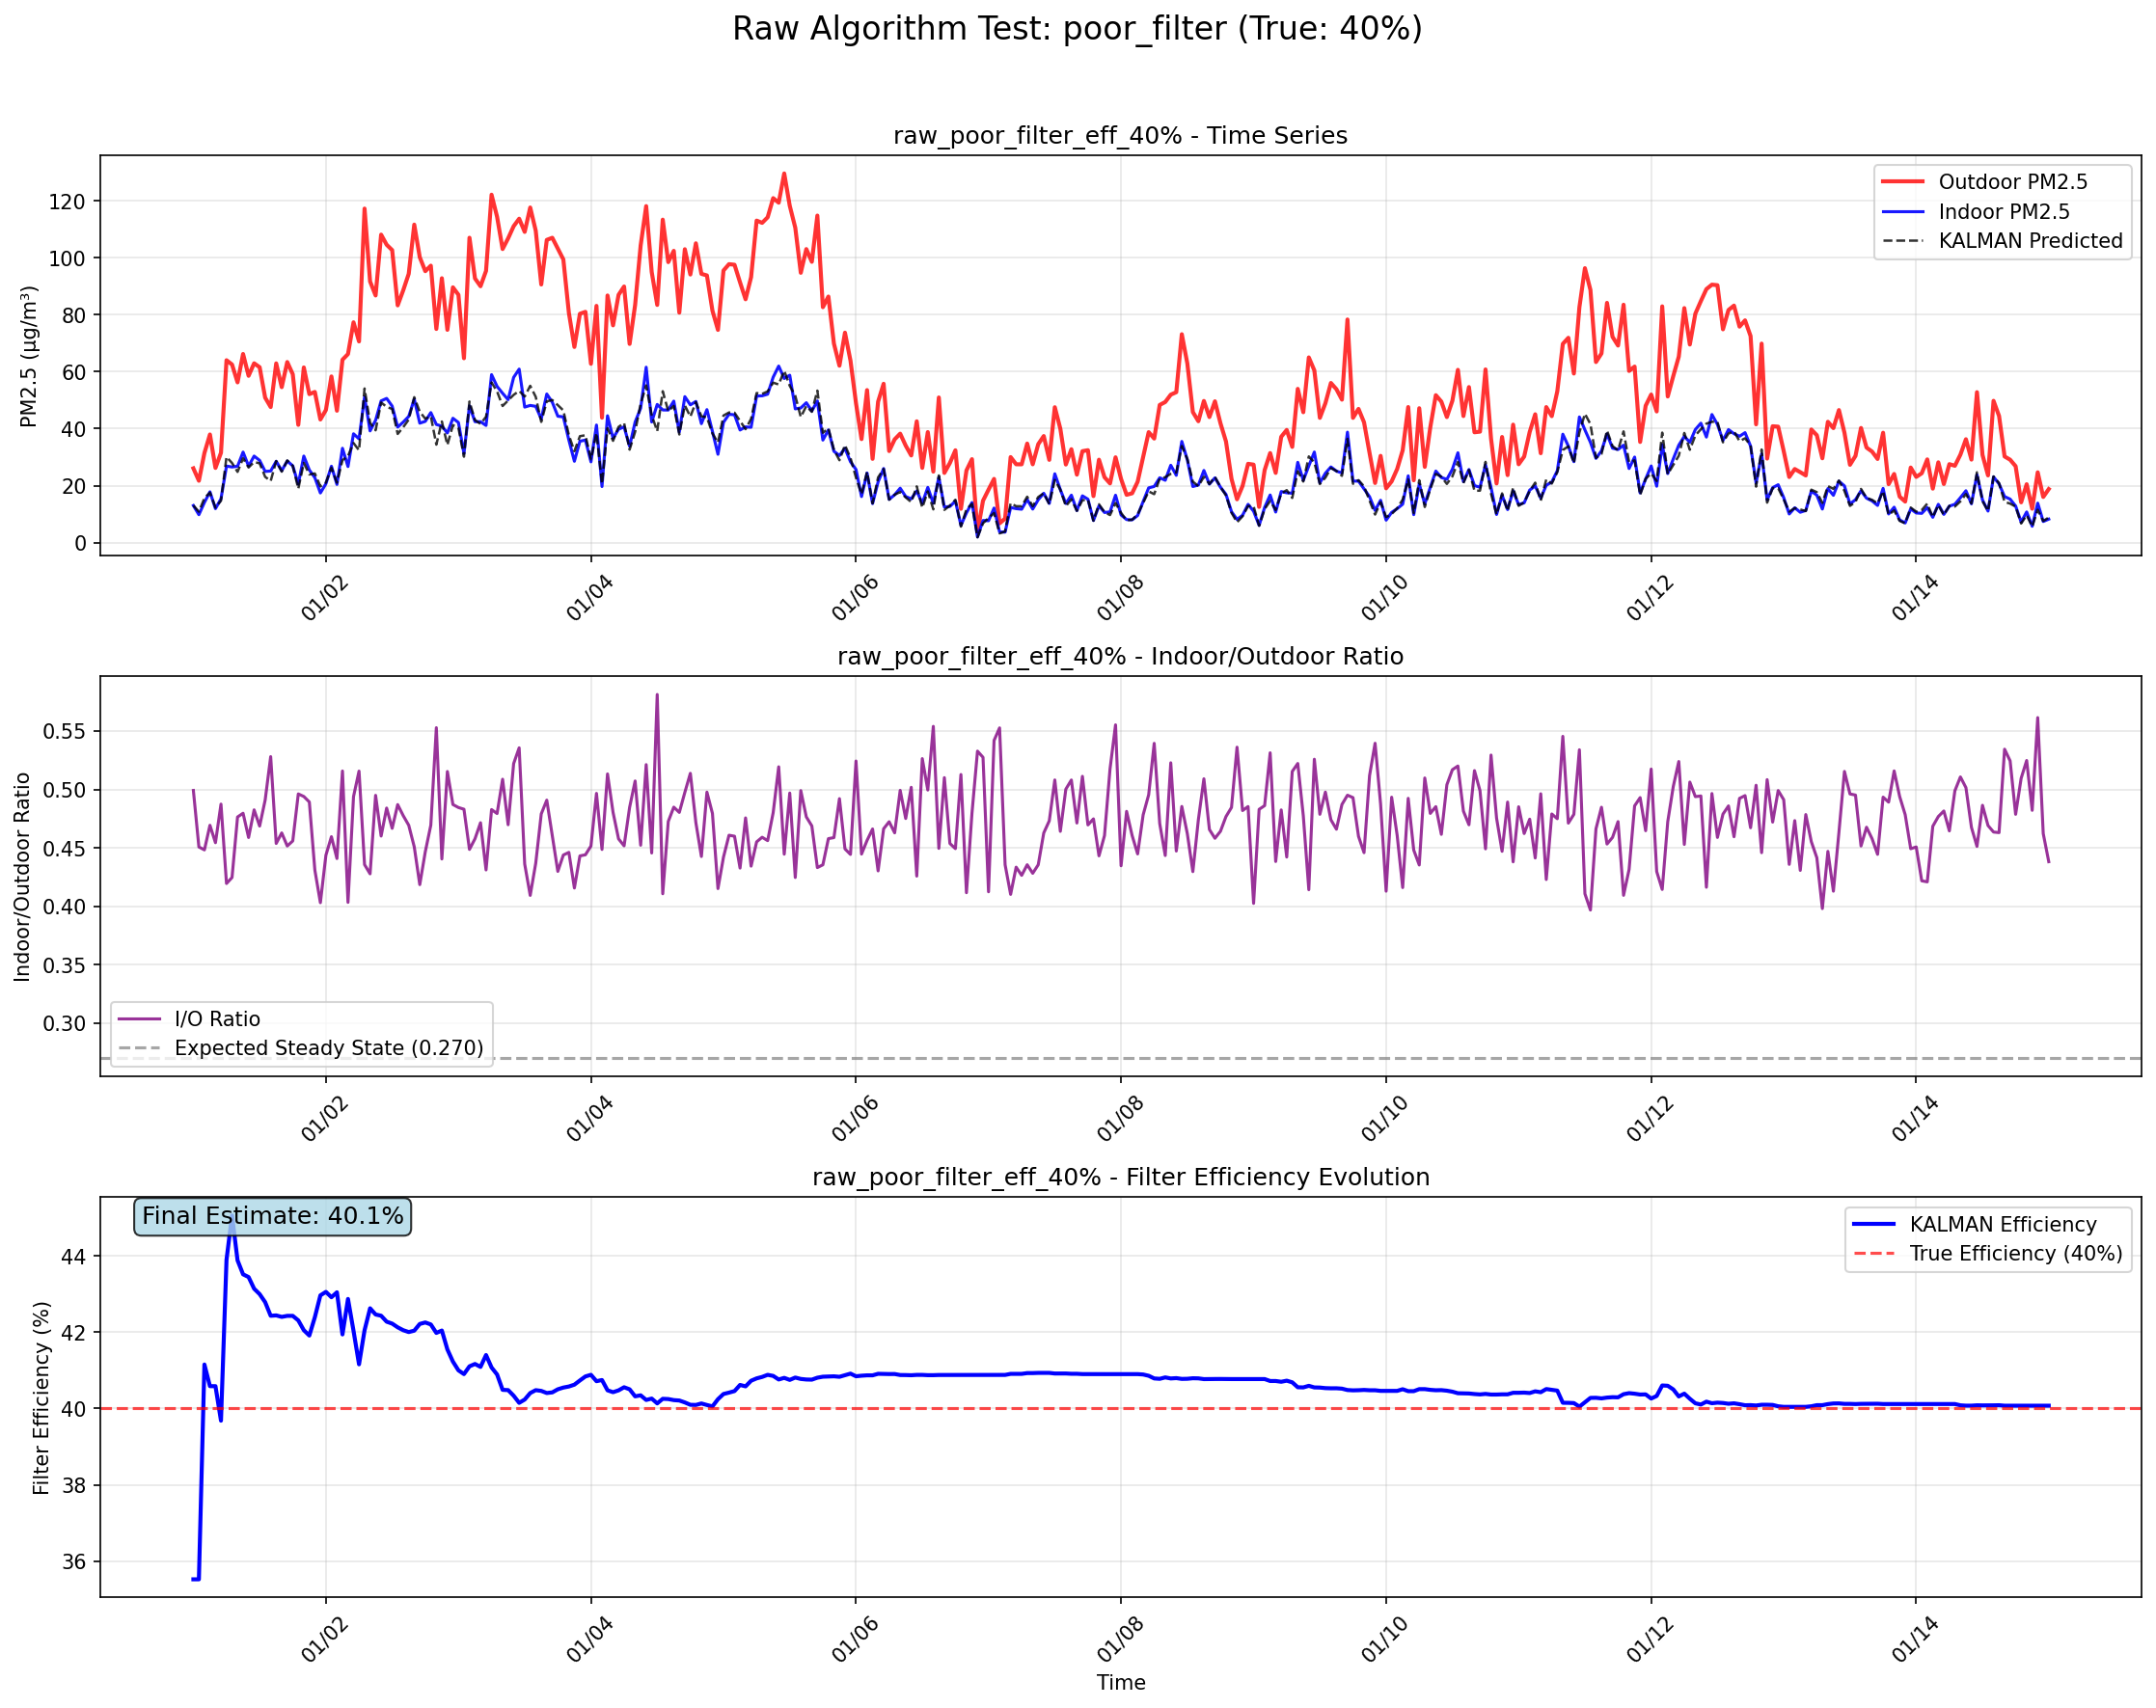 Raw Algorithm Test: poor_filter (True: 40%)
raw_poor_filter_eff_40% - Time Series
PM2.5 (µg/m³)
120
100
80
60
40
20
0
Outdoor PM2.5
Indoor PM2.5
KALMAN Predicted
01/02
01/04
01/06
01/08
01/10
01/12
01/14
raw_poor_filter_eff_40% - Indoor/Outdoor Ratio
Indoor/Outdoor Ratio
0.55
0.50
0.45
0.40
0.35
0.30
I/O Ratio
Expected Steady State (0.270)
01/02
01/04
01/06
01/08
01/10
01/12
01/14
raw_poor_filter_eff_40% - Filter Efficiency Evolution
Filter Efficiency (%)
Final Estimate: 40.1%
44
42
40
38
36
KALMAN Efficiency
True Efficiency (40%)
01/02
01/04
01/06
01/08
01/10
01/12
01/14
Time